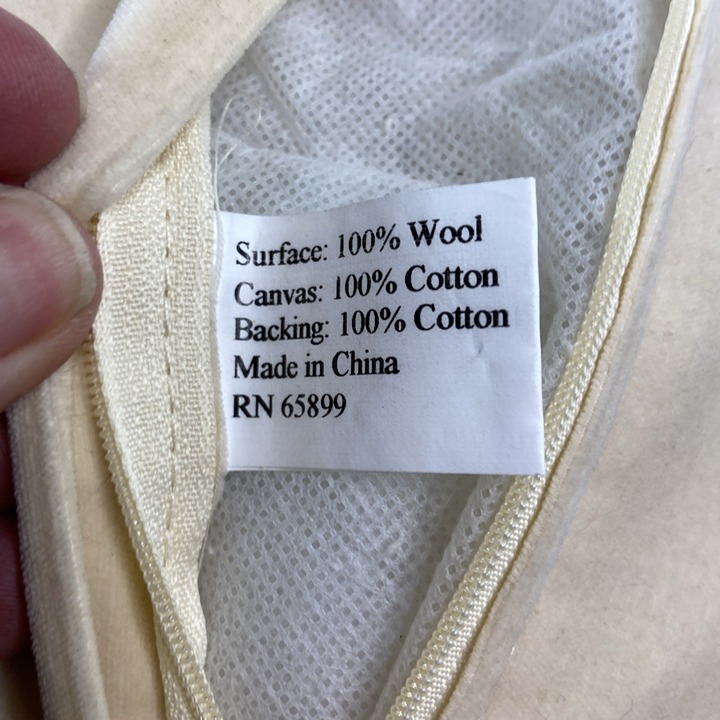 Surface: 100% Wool
Canvas: 100% Cotton
Backing: 100% Cotton
Made in China
RN 65899